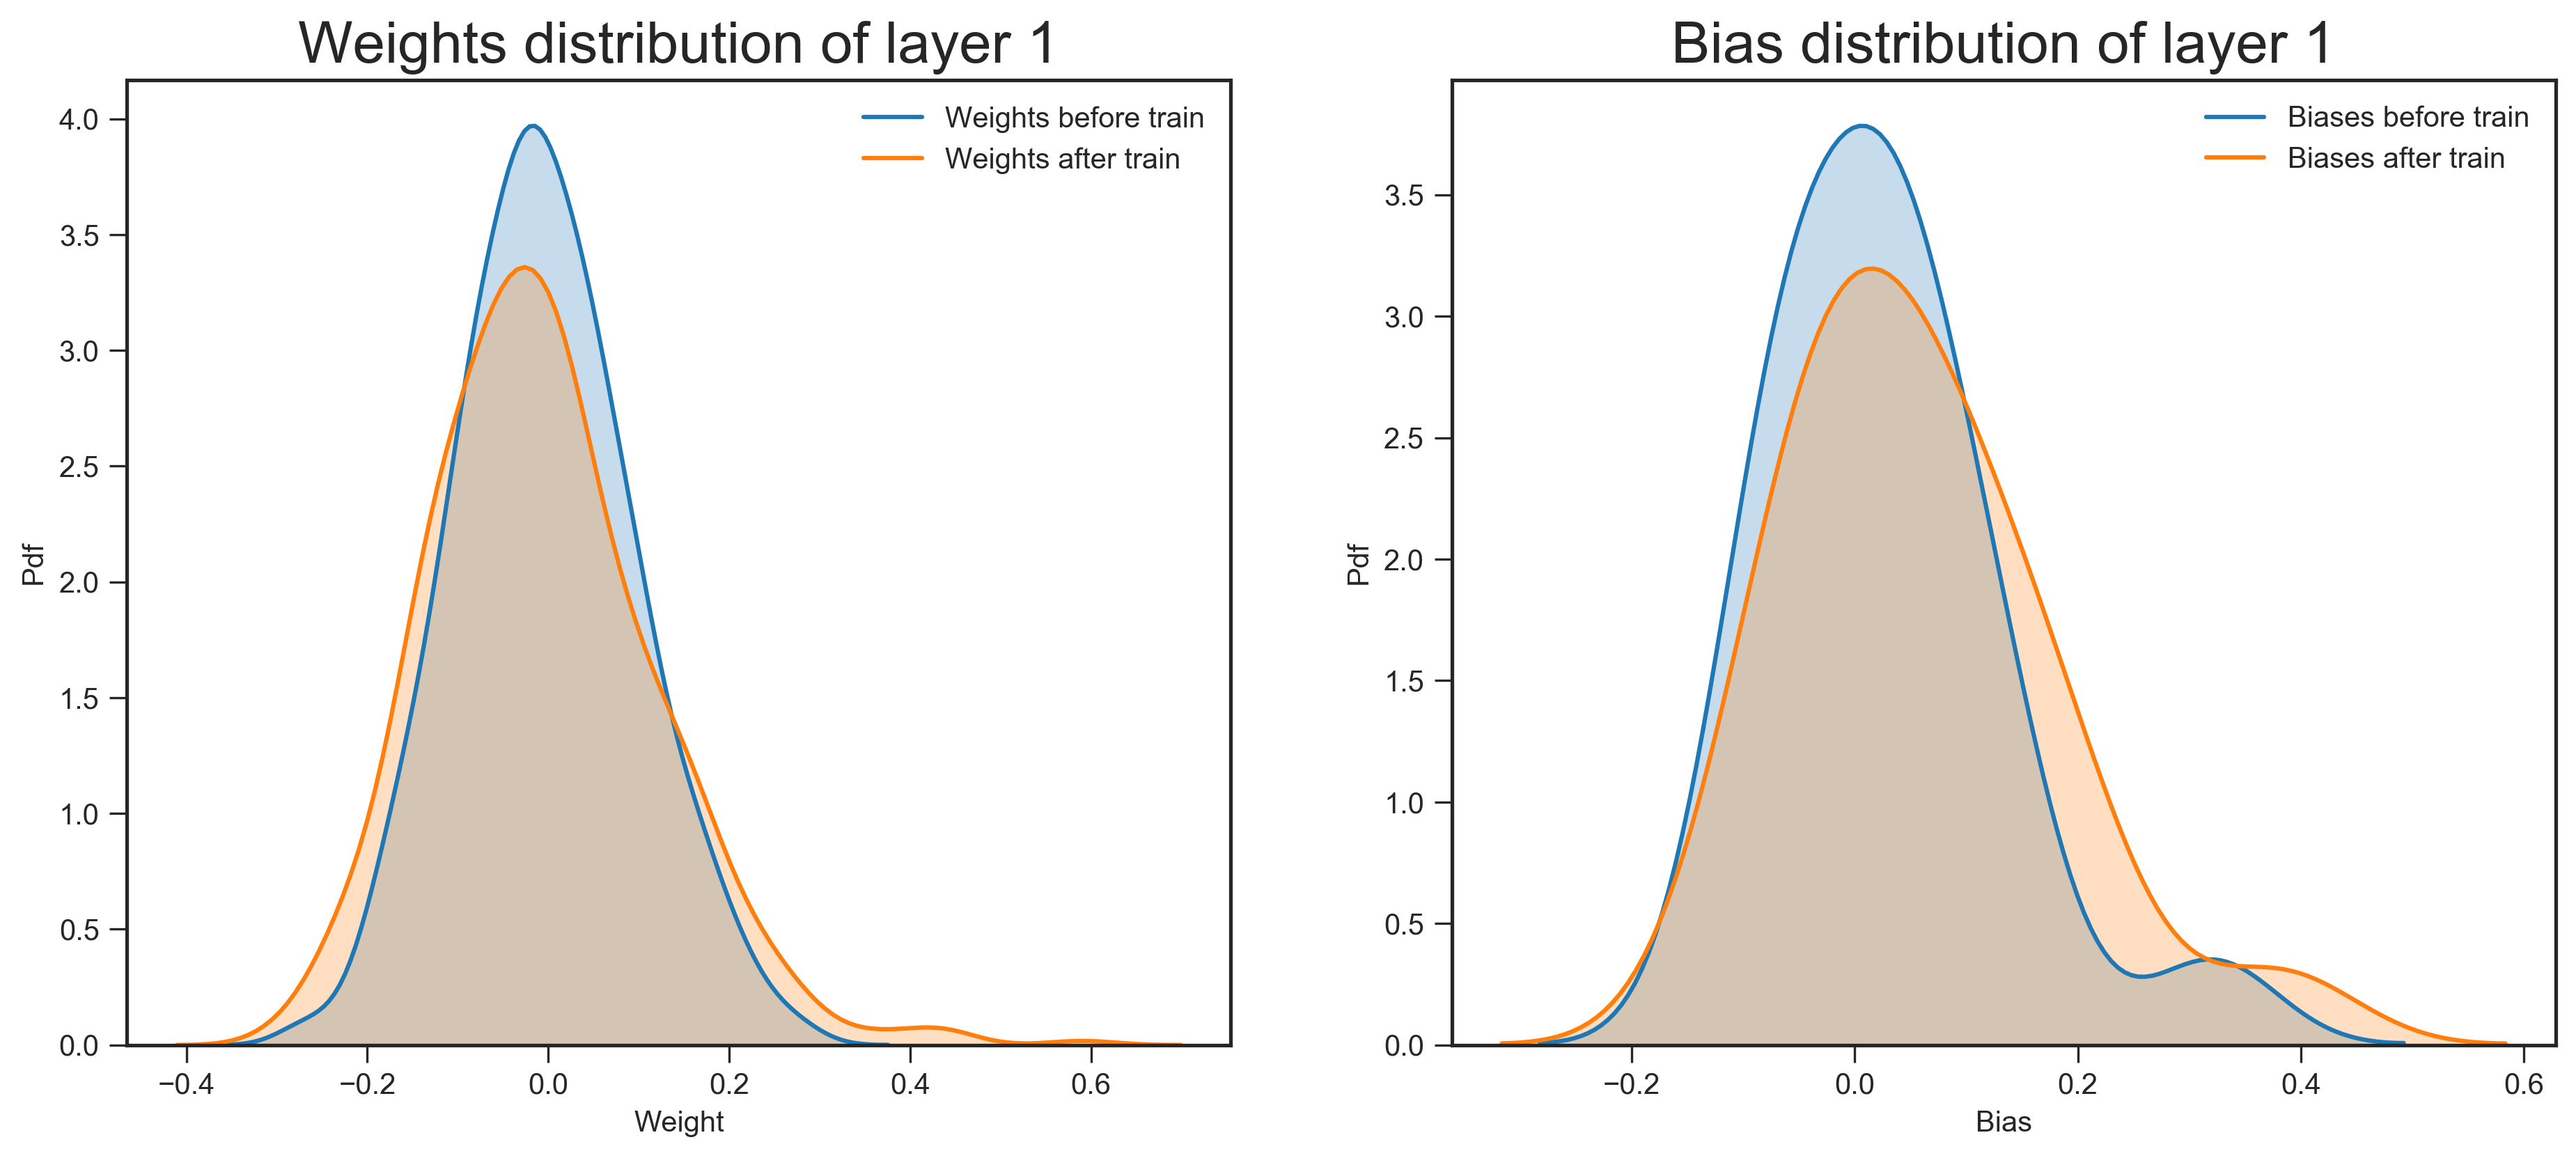 Weights distribution of layer 1
Weights before train
Weights after train
4.0
3.5
3.0
2.5
2.0
1.5
1.0
0.5
0.0
Pdf
−0.4 −0.2 0.0 0.2 0.4 0.6
Weight
Bias distribution of layer 1
Biases before train
Biases after train
3.5
3.0
2.5
2.0
1.5
1.0
0.5
0.0
Pdf
−0.2 0.0 0.2 0.4 0.6
Bias